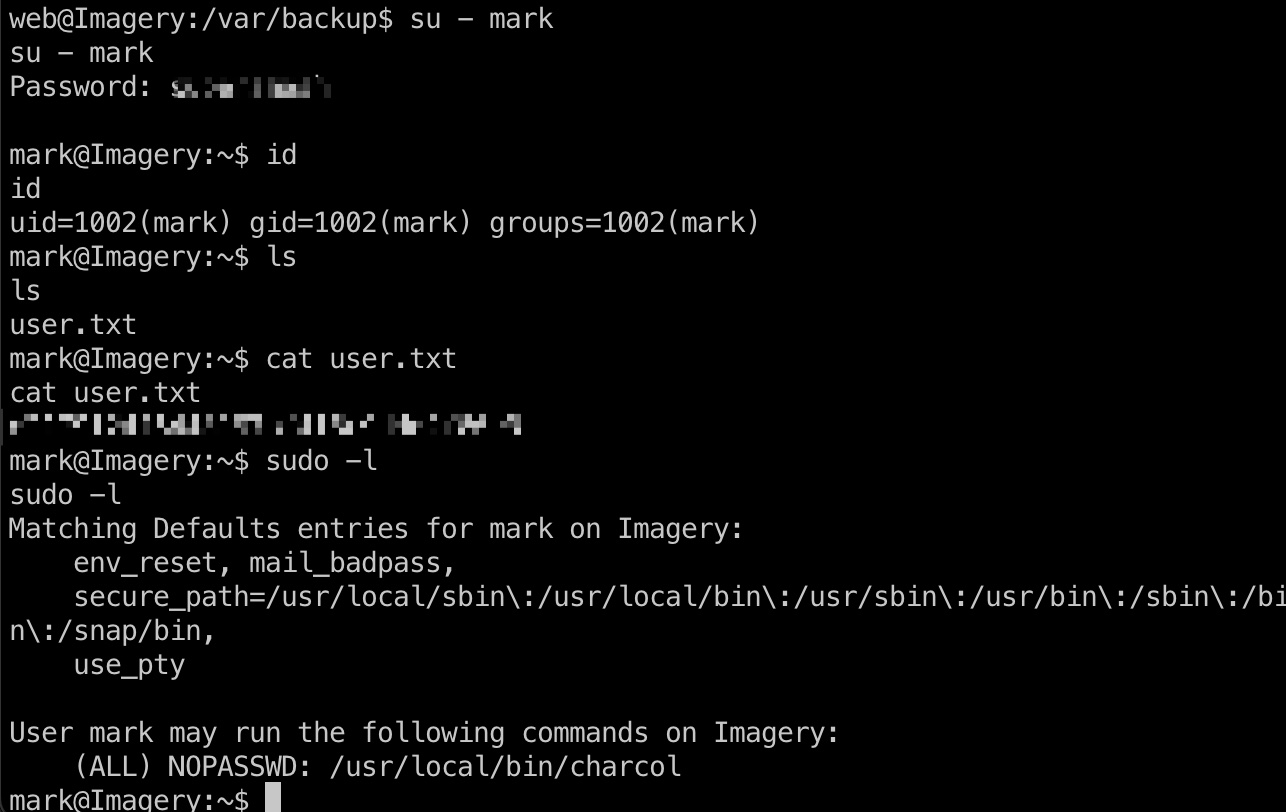 web@Imagery:/var/backup$ su - mark
su - mark
Password:
mark@Imagery:~$ id
id
uid=1002(mark) gid=1002(mark) groups=1002(mark)
mark@Imagery:~$ ls
ls
user.txt
mark@Imagery:~$ cat user.txt
cat user.txt
mark@Imagery:~$ sudo -l
sudo -l
Matching Defaults entries for mark on Imagery:
    env_reset, mail_badpass,
    secure_path=/usr/local/sbin\:/usr/local/bin\:/usr/sbin\:/usr/bin\:/sbin\:/bi
n\:/snap/bin,
    use_pty
User mark may run the following commands on Imagery:
    (ALL) NOPASSWD: /usr/local/bin/charcol
mark@Imagery:~$